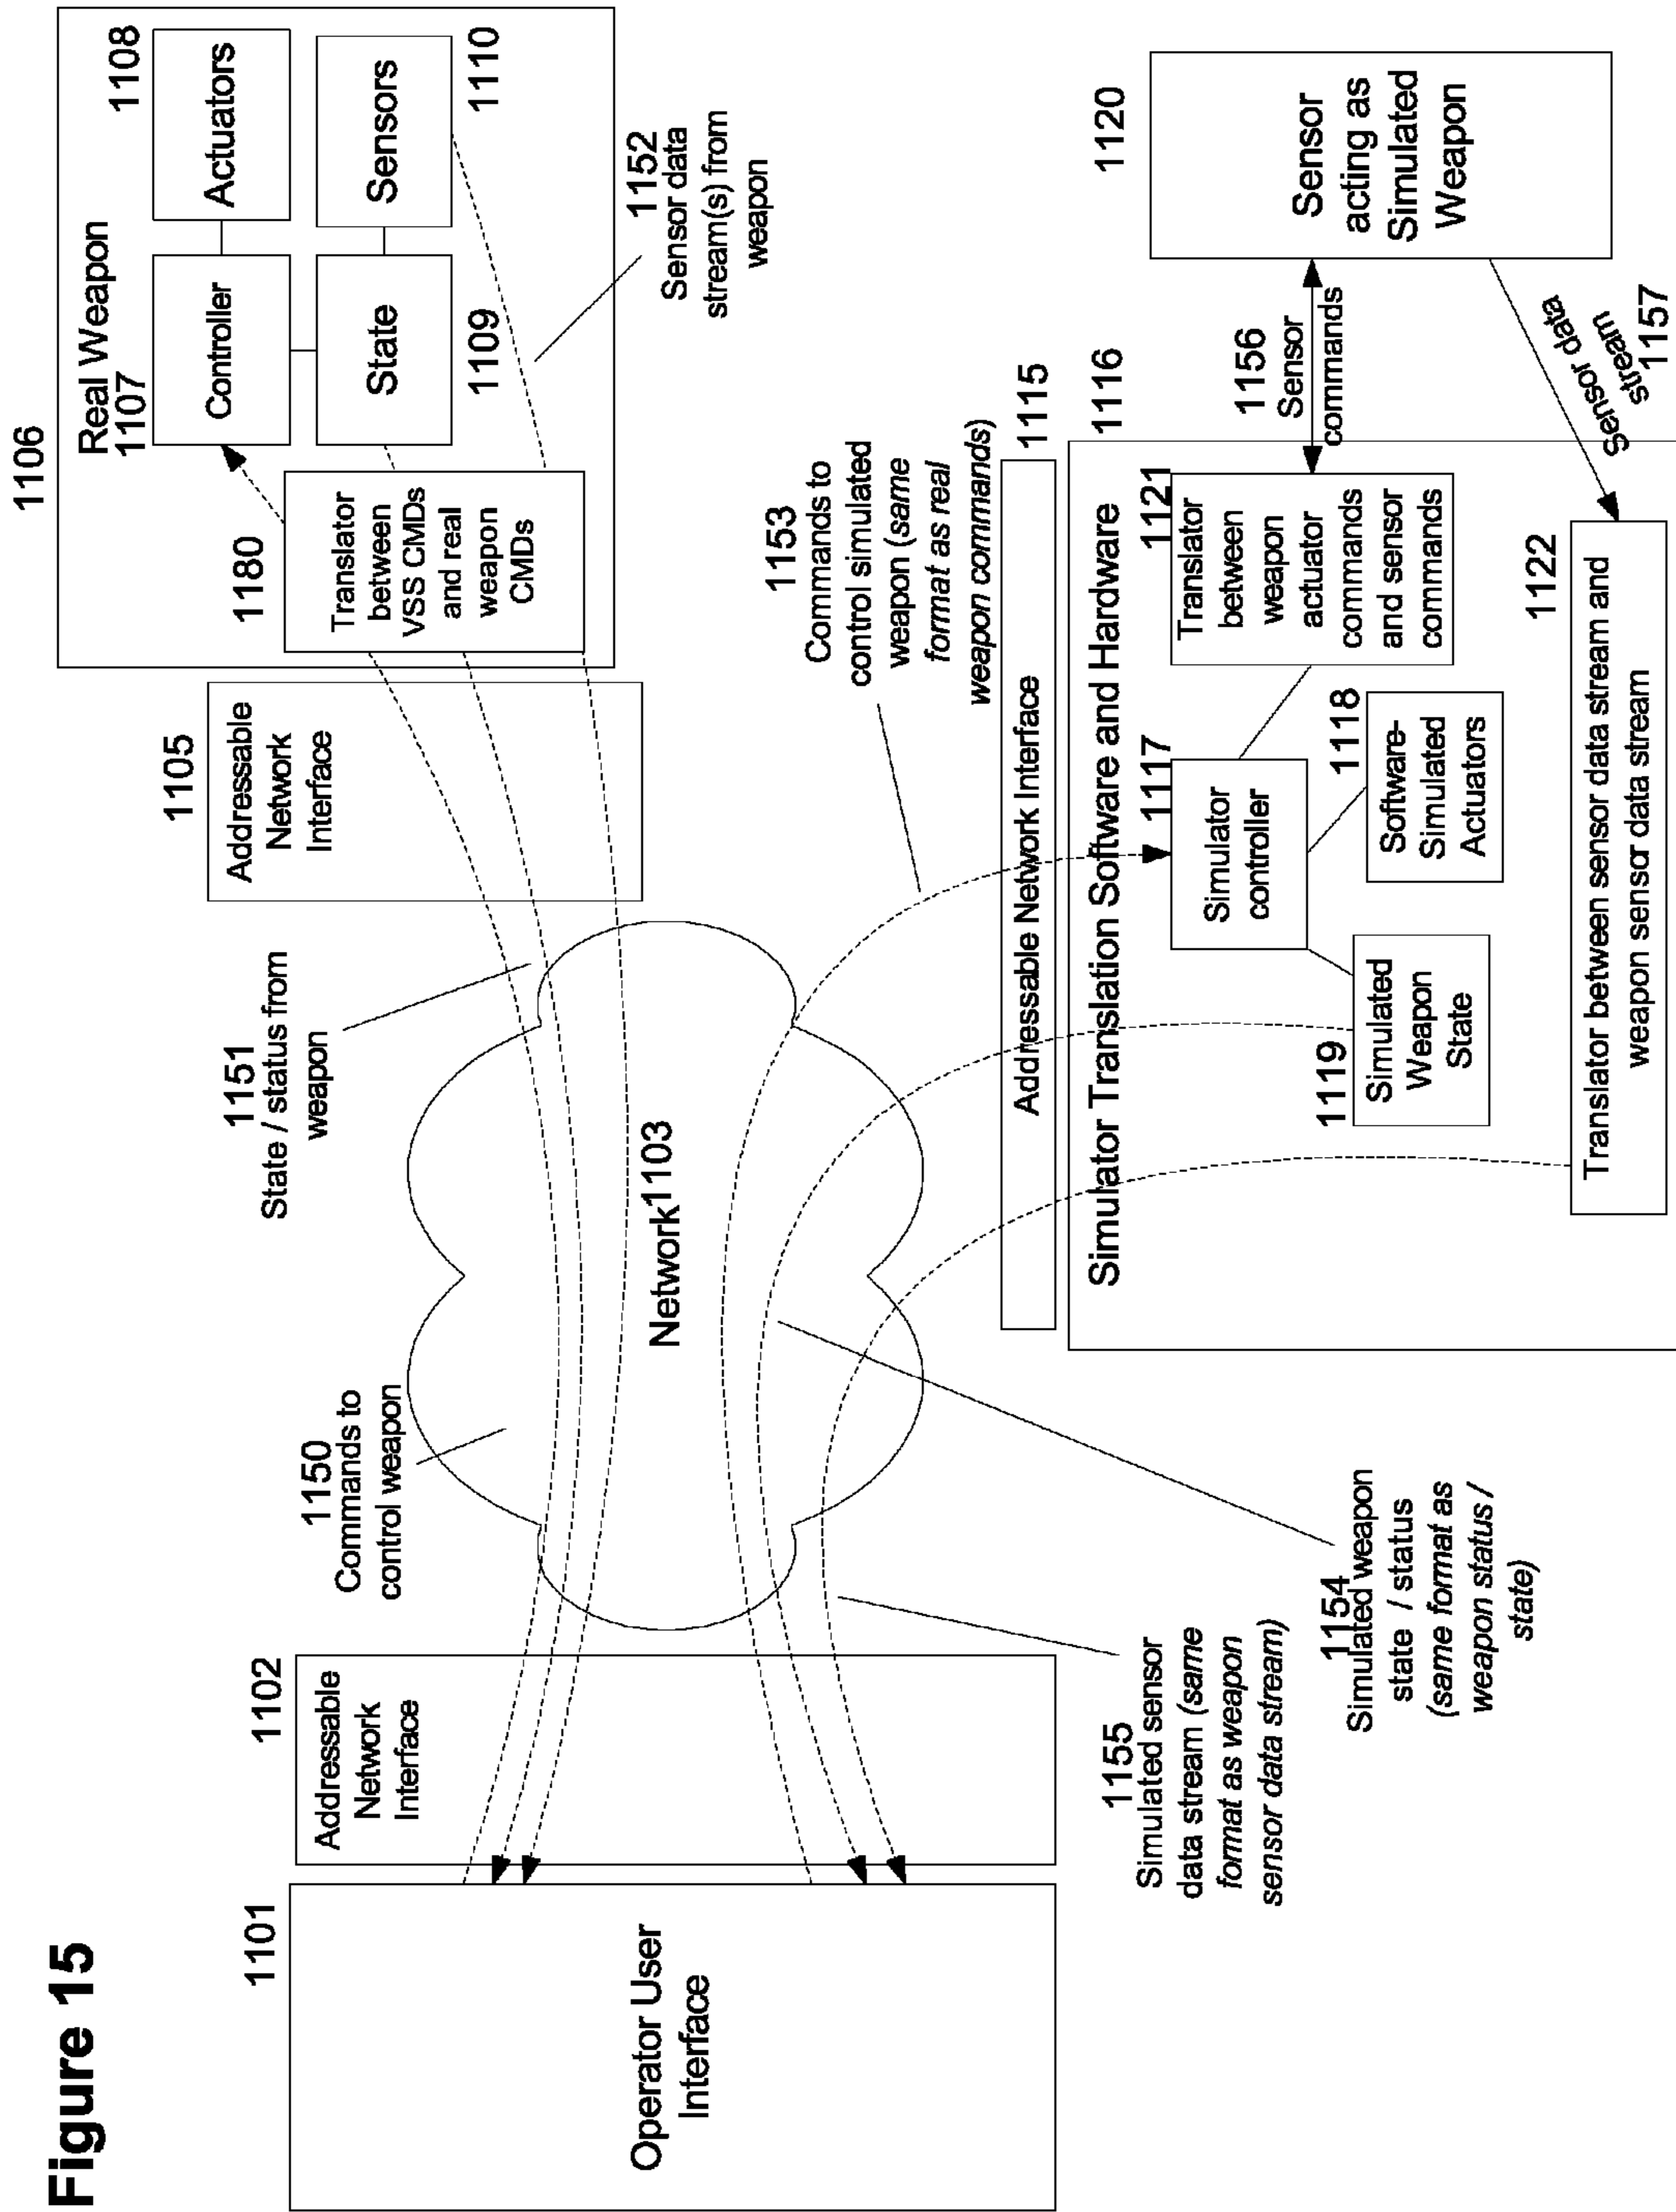 Figure 15
1101
Operator User
Interface
1102
Addressable
Network
Interface
1150
Commands to
control weapon
1151
State / status from
weapon
Network 1103
1105
Addressable
Network
Interface
1106
Real Weapon
1107
Controller
1108
Actuators
State
1109
Sensors
1110
1180
Translator
between
VSS CMDs
and real
weapon
CMDs
1152
Sensor data
stream(s) from
weapon
1155
Simulated sensor
data stream (same
format as weapon
sensor data stream)
1154
Simulated weapon
state / status
(same format as
weapon status /
state)
1153
Commands to
control simulated
weapon (same
format as real
weapon commands)
Addressable Network Interface
1115
1116
Simulator Translation Software and Hardware
1117
Simulator
controller
1118
Software-
Simulated
Actuators
1119
Simulated
Weapon
State
1121
Translator
between
weapon
actuator
commands
and sensor
commands
1122
Translator between sensor data stream and
weapon sensor data stream
1156
Sensor
commands
1120
Sensor
acting as
Simulated
Weapon
Sensor data
stream
1157